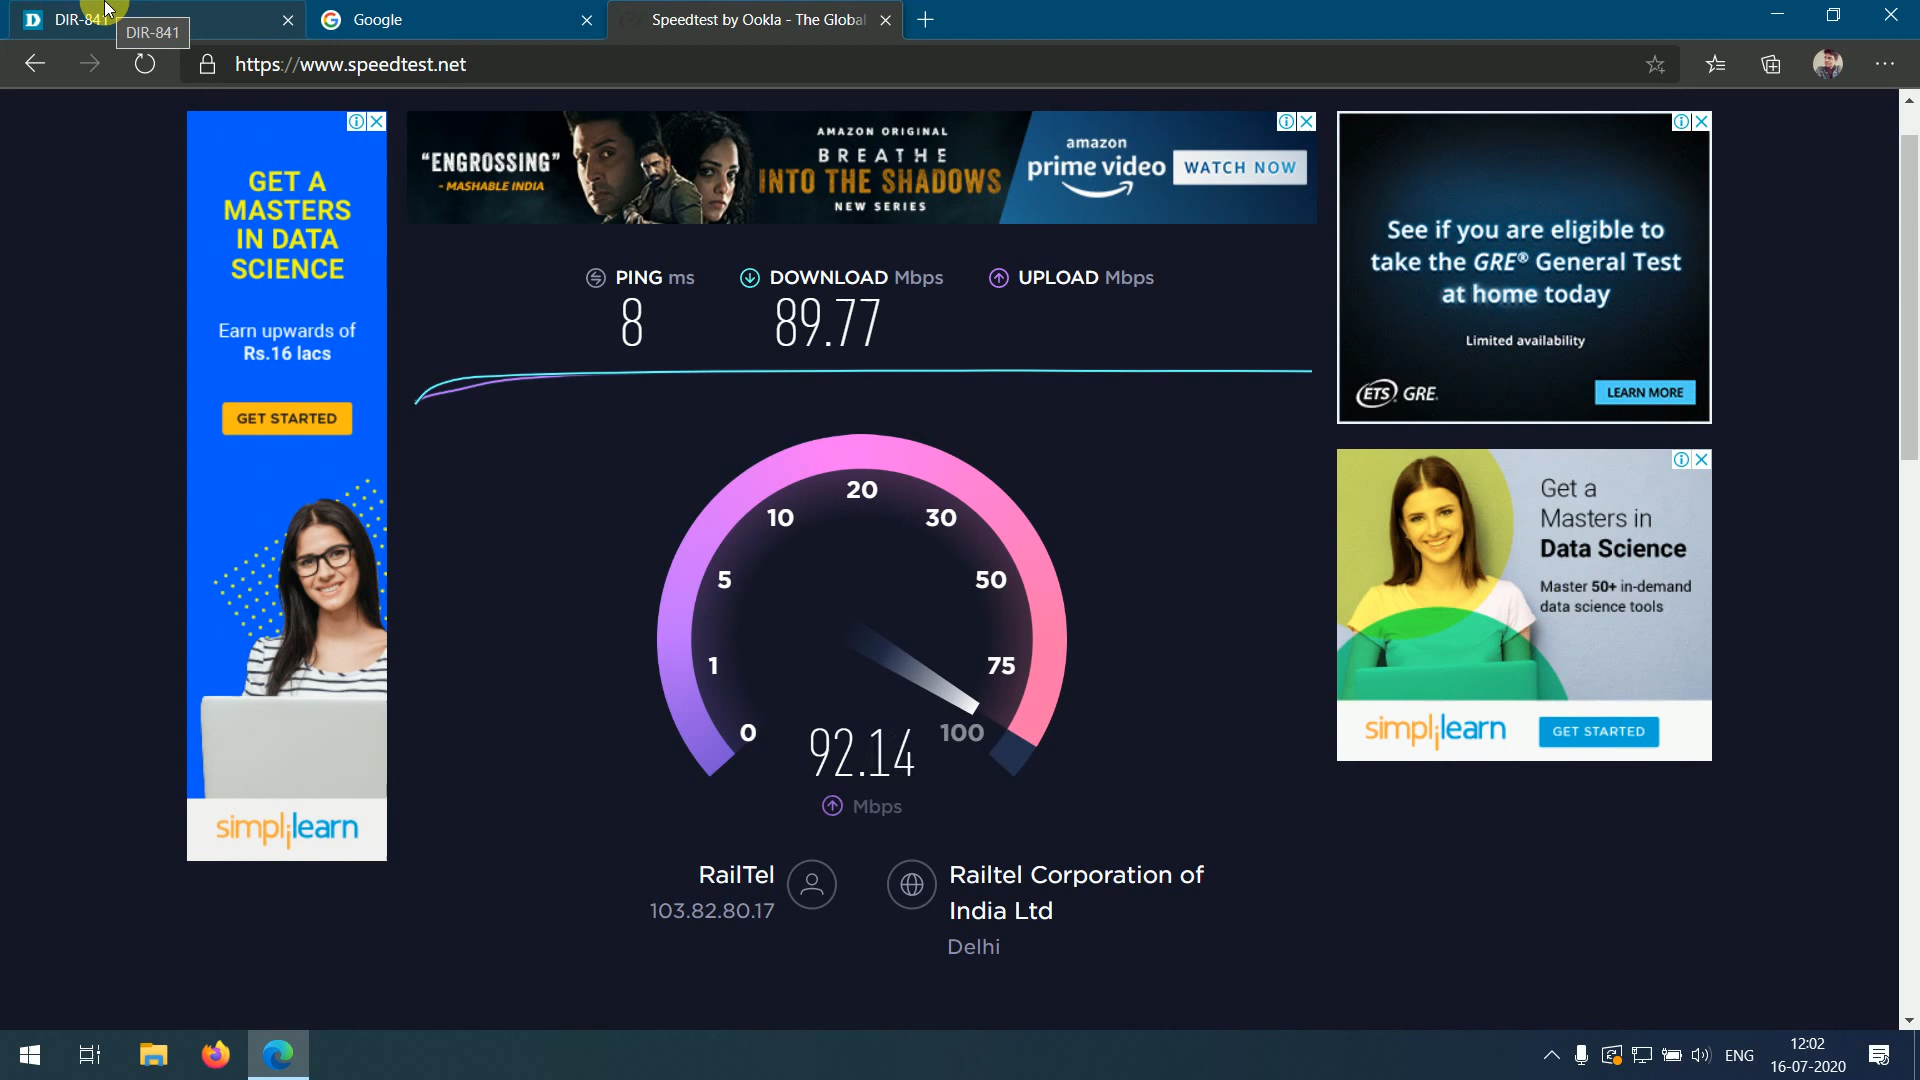 DIR-841
Google
Speedtest by Ookla - The Global
DIR-841
https://www.speedtest.net
GET A
MASTERS
IN DATA
SCIENCE
Earn upwards of
Rs.16 lacs
GET STARTED
simplilearn
"ENGROSSING"
- MASHABLE INDIA
AMAZON ORIGINAL
BREATHE
INTO THE SHADOWS
NEW SERIES
amazon
prime video
WATCH NOW
PING ms
8
DOWNLOAD Mbps
89.77
UPLOAD Mbps
0
1
5
10
20
30
50
75
100
92.14
Mbps
RailTel
103.82.80.17
Railtel Corporation of
India Ltd
Delhi
See if you are eligible to
take the GRE® General Test
at home today
Limited availability
ETS GRE.
LEARN MORE
Get a
Masters in
Data Science
Master 50+ in-demand
data science tools
simplilearn
GET STARTED
ENG
12:02
16-07-2020